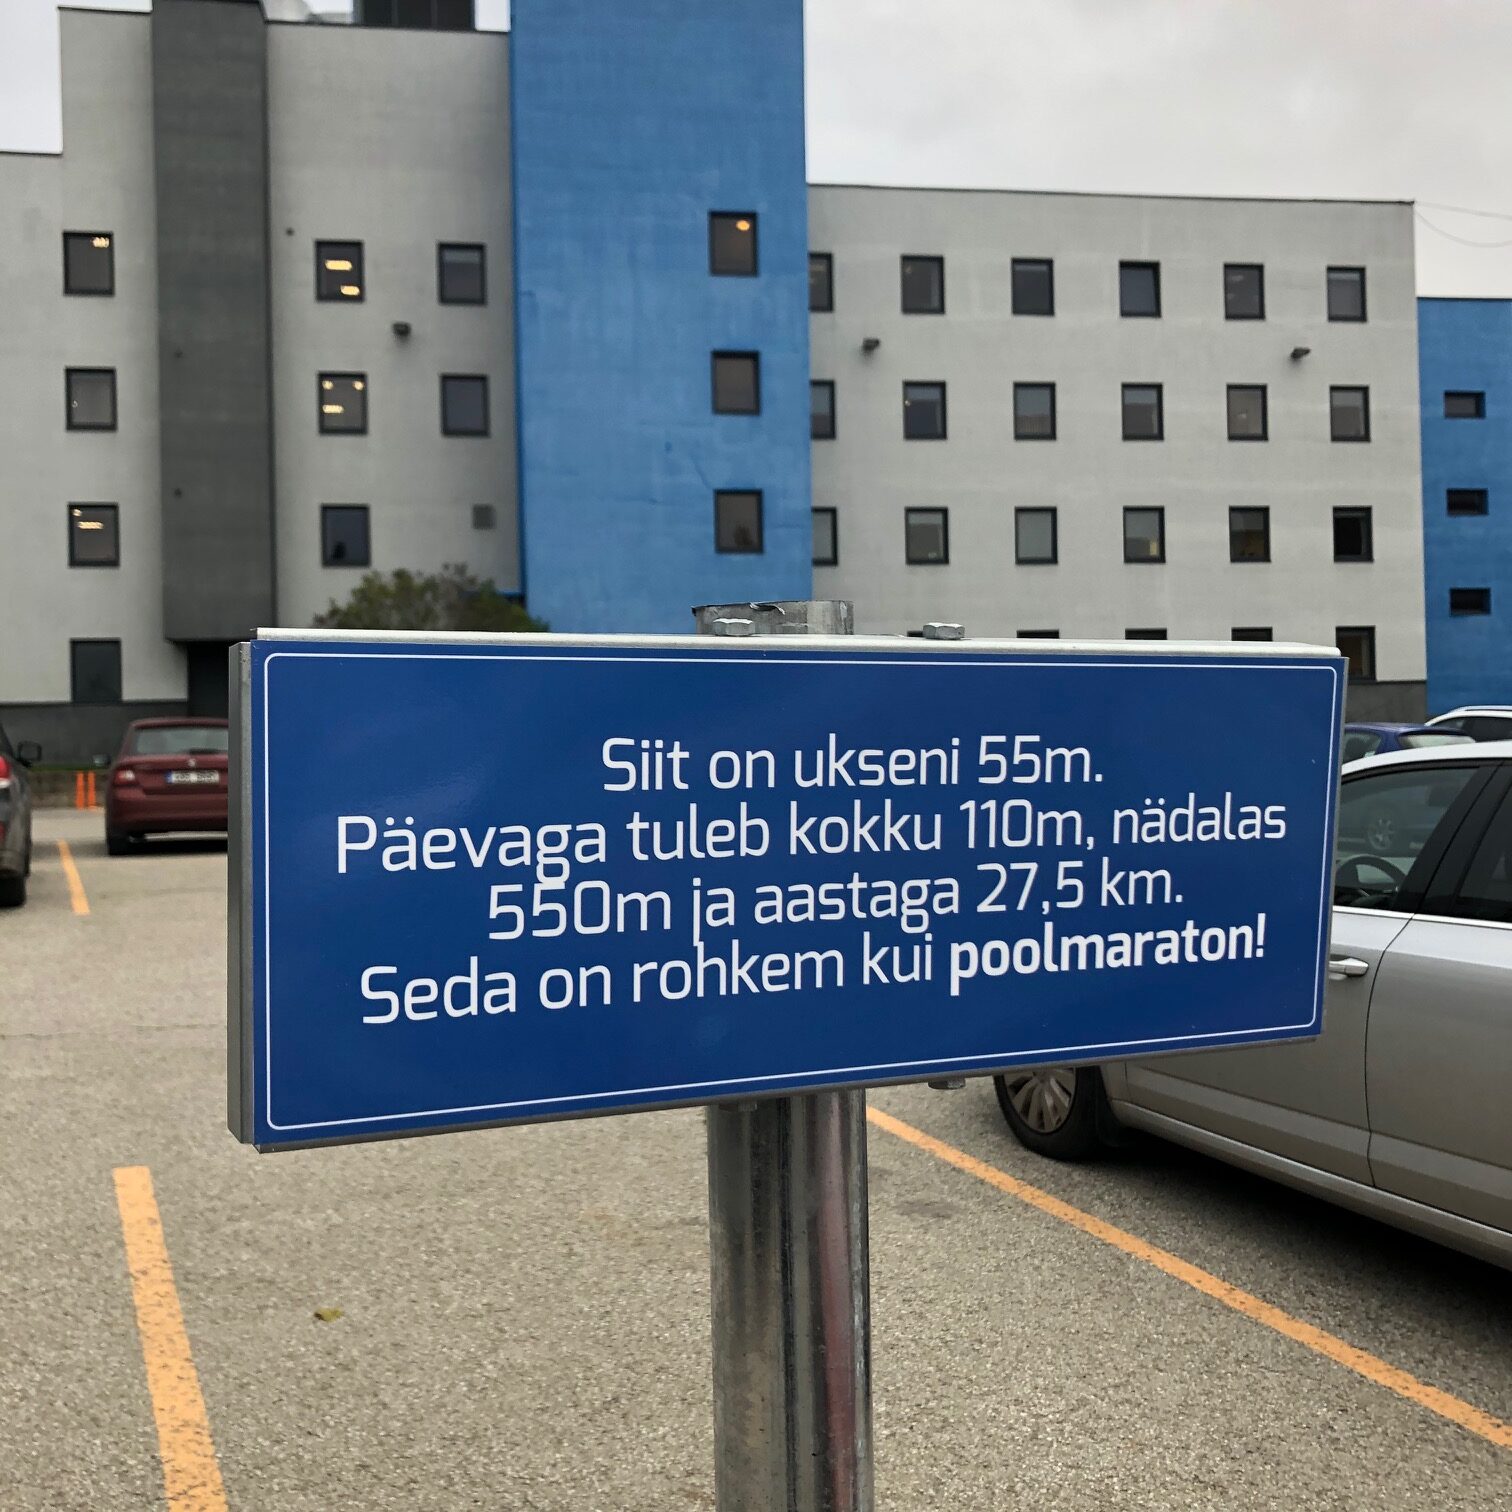 Siit on ukseni 55m.
Päevaga tuleb kokku 110m, nädalas
550m ja aastaga 27,5 km.
Seda on rohkem kui poolmaraton!